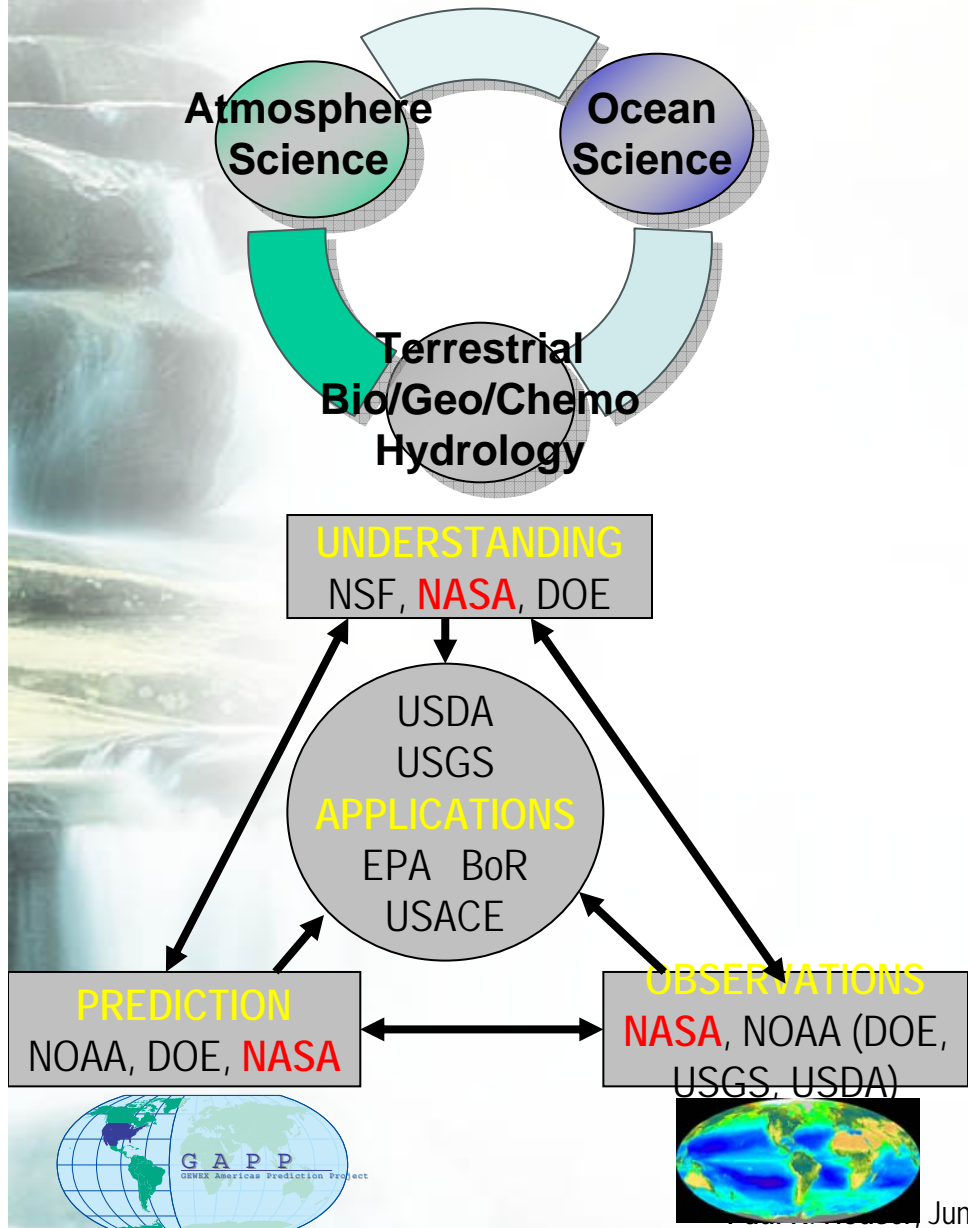 Atmosphere
Science
Ocean
Science
Terrestrial
Bio/Geo/Chemo
Hydrology
UNDERSTANDING
NSF, NASA, DOE
USDA
USGS
APPLICATIONS
EPA BoR
USACE
PREDICTION
NOAA, DOE, NASA
OBSERVATIONS
NASA, NOAA (DOE,
USGS, USDA)
G A P P
GEWEX Americas Prediction Project
Jun